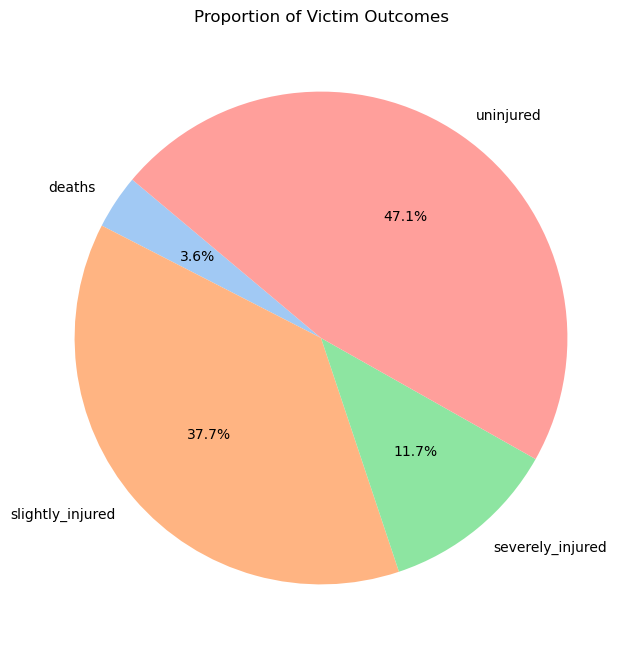 Proportion of Victim Outcomes
uninjured
deaths
47.1%
3.6%
37.7%
11.7%
slightly_injured
severely_injured